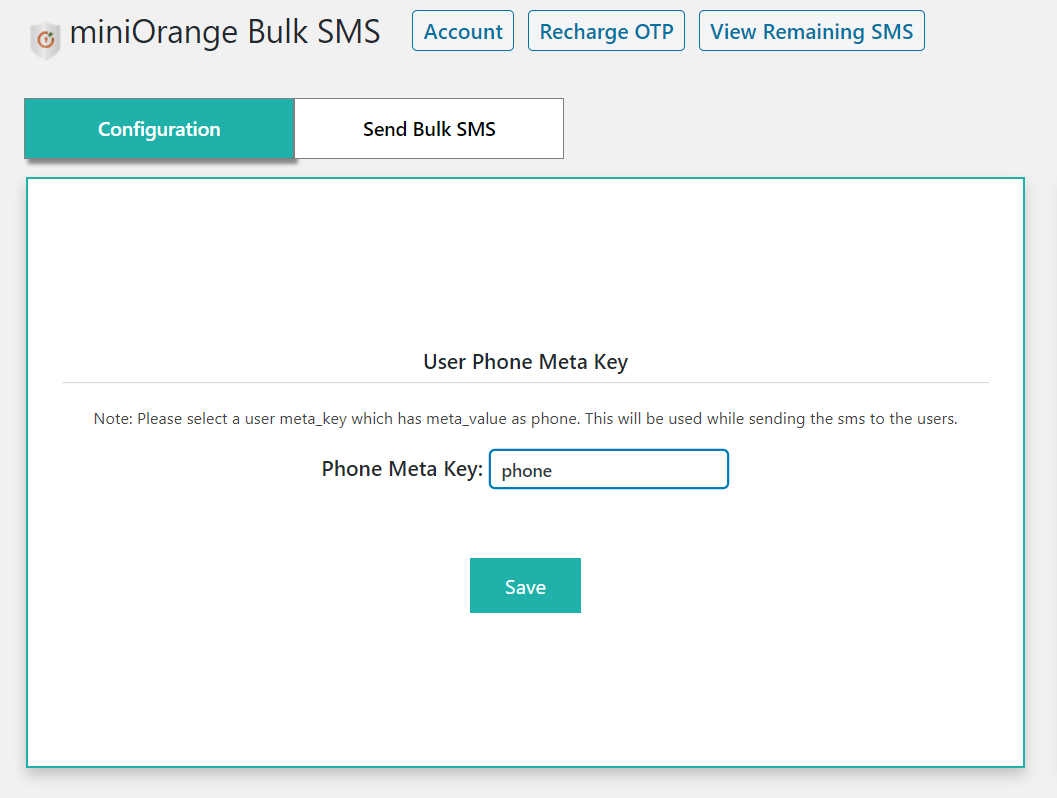 miniOrange Bulk SMS Account Recharge OTP View Remaining SMS
Configuration Send Bulk SMS
User Phone Meta Key
Note: Please select a user meta_key which has meta_value as phone. This will be used while sending the sms to the users.
Phone Meta Key: phone
Save